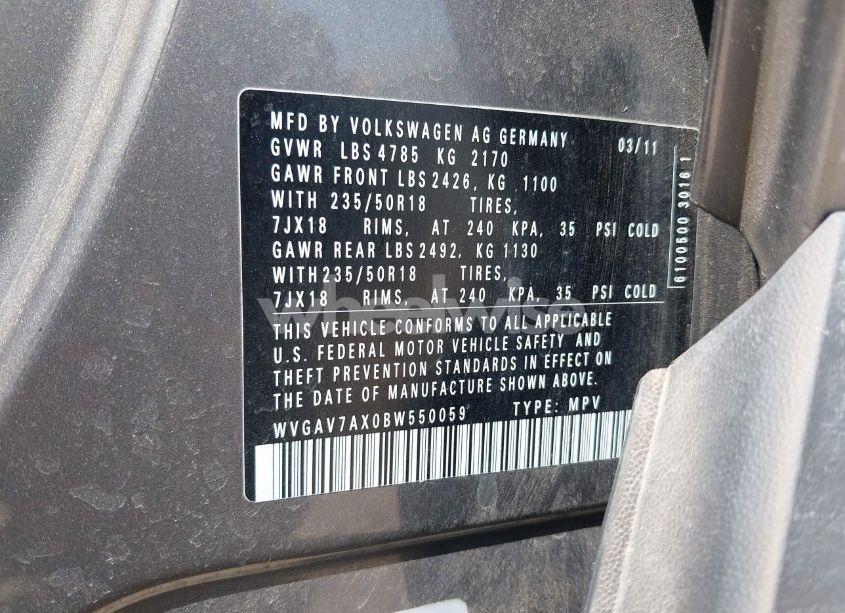 MFD BY VOLKSWAGEN AG GERMANY 03/11
GVWR LBS 4785 KG 2170
GAWR FRONT LBS 2426, KG 1100
WITH 235/50R18 TIRES,
7JX18 RIMS, AT 240 KPA, 35 PSI COLD
GAWR REAR LBS 2492, KG 1130
WITH 235/50R18 TIRES,
7JX18 RIMS, AT 240 KPA, 35 PSI COLD
THIS VEHICLE CONFORMS TO ALL APPLICABLE
U.S. FEDERAL MOTOR VEHICLE SAFETY AND
THEFT PREVENTION STANDARDS IN EFFECT ON
THE DATE OF MANUFACTURE SHOWN ABOVE.
WVGAV7AX0BW550059 TYPE: MPV
6100500 3016 1
wheelwise